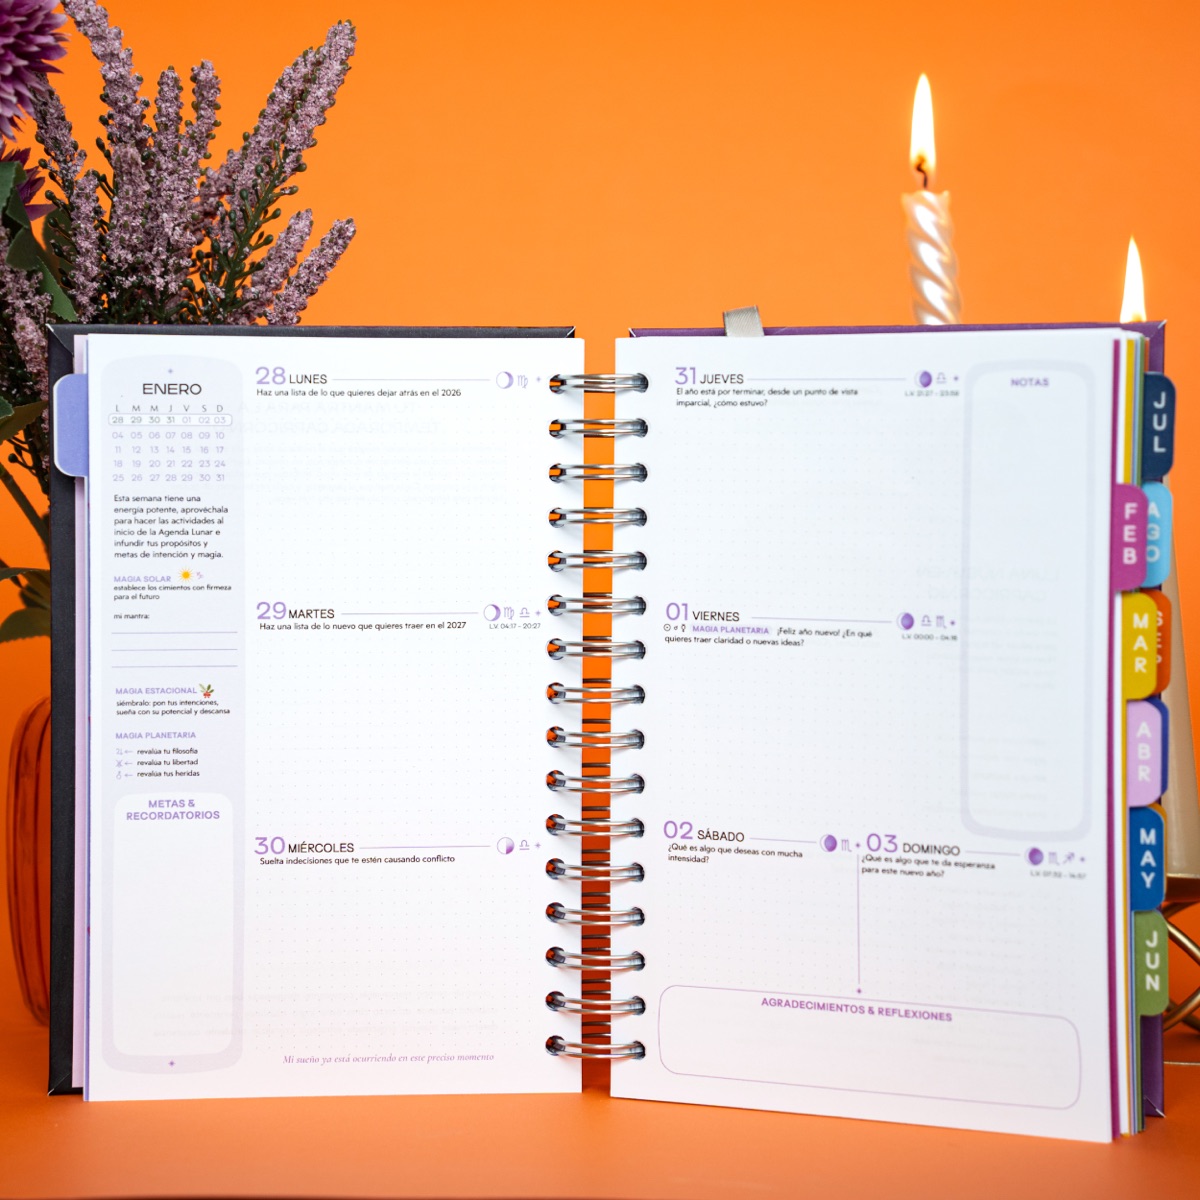 ENERO
L M M J V S D
28 29 30 31 01 02 03
04 05 06 07 08 09 10
11 12 13 14 15 16 17
18 19 20 21 22 23 24
25 26 27 28 29 30 31
Esta semana tiene una
energía potente, aprovéchala
para hacer las actividades al
inicio de la Agenda Lunar e
infundir tus propósitos y
metas de intención y magia.
MAGIA SOLAR
establece los cimientos con firmeza
para el futuro
mi mantra:
MAGIA ESTACIONAL
siémbralo: pon tus intenciones,
sueña con su potencial y descansa
MAGIA PLANETARIA
revalúa tu filosofía
revalúa tu libertad
revalúa tus heridas
METAS &
RECORDATORIOS
28 LUNES
Haz una lista de lo que quieres dejar atrás en el 2026
29 MARTES
L.V. 04:17 - 20:27
Haz una lista de lo nuevo que quieres traer en el 2027
30 MIÉRCOLES
Suelta indecisiones que te estén causando conflicto
Mi sueño ya está ocurriendo en este preciso momento
31 JUEVES
El año está por terminar, desde un punto de vista
imparcial, ¿cómo estuvo?
01 VIERNES
MAGIA PLANETARIA ¡Feliz año nuevo! ¿En qué
quieres traer claridad o nuevas ideas?
02 SÁBADO
¿Qué es algo que deseas con mucha
intensidad?
03 DOMINGO
¿Qué es algo que te da esperanza
para este nuevo año?
AGRADECIMIENTOS & REFLEXIONES
NOTAS
JUL
FEB
AGO
MAR
SEP
ABR
MAY
JUN